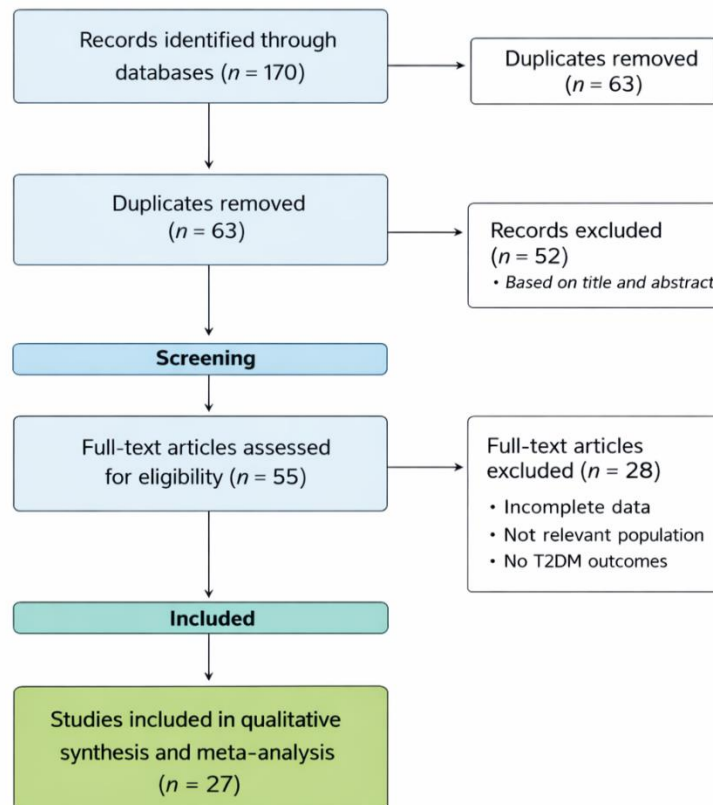 Records identified through
databases (n = 170)
Duplicates removed
(n = 63)
Duplicates removed
(n = 63)
Records excluded
(n = 52)
• Based on title and abstract
Screening
Full-text articles assessed
for eligibility (n = 55)
Full-text articles
excluded (n = 28)
• Incomplete data
• Not relevant population
• No T2DM outcomes
Included
Studies included in qualitative
synthesis and meta-analysis
(n = 27)